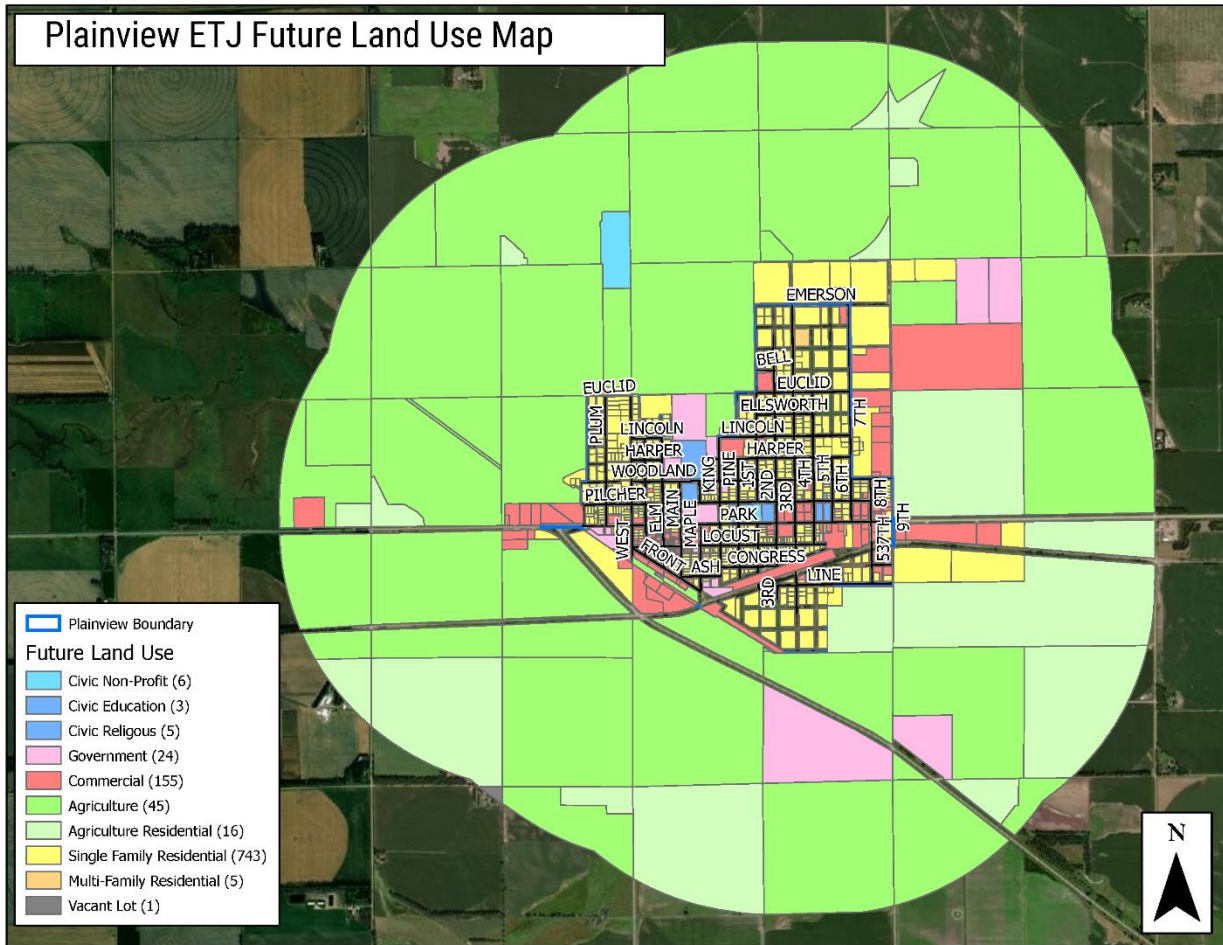 Plainview ETJ Future Land Use Map
EMERSON
BELL
EUCLID
EUCLID
ELLSWORTH
PLUM
LINCOLN
LINCOLN
7TH
HARPER
HARPER
WOODLAND
KING
PINE
1ST
2ND
3RD
4TH
5TH
6TH
PILCHER
8TH
9TH
WEST
ELM
MAIN
MAPLE
PARK
LOCUST
FRONT
CONGRESS
537TH
ASH
3RD
LINE
Plainview Boundary
Future Land Use
Civic Non-Profit (6)
Civic Education (3)
Civic Religous (5)
Government (24)
Commercial (155)
Agriculture (45)
Agriculture Residential (16)
Single Family Residential (743)
Multi-Family Residential (5)
Vacant Lot (1)
N